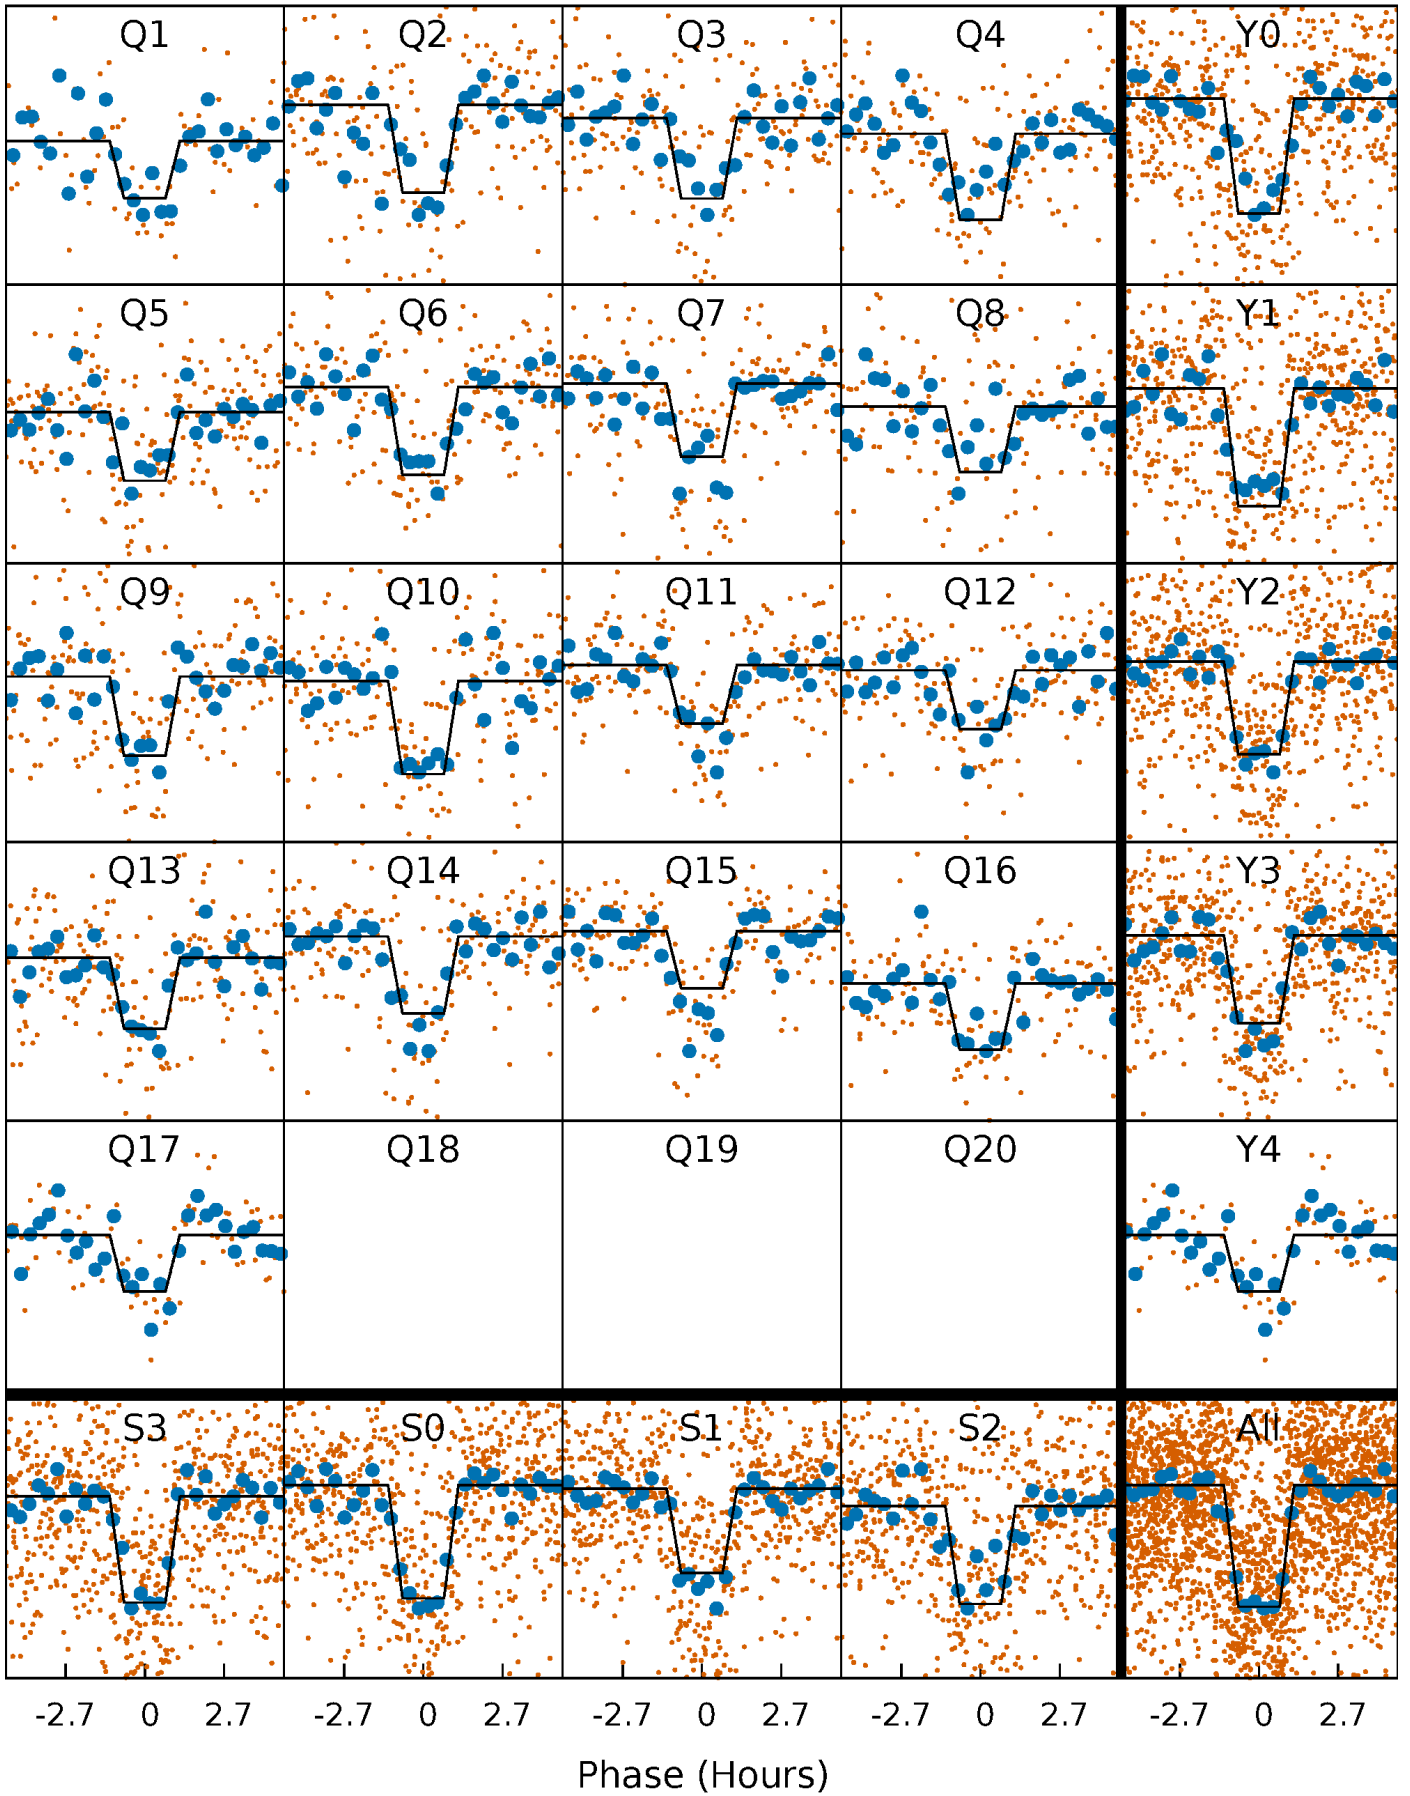 Q1 Q2 Q3 Q4 Y0
Q5 Q6 Q7 Q8 Y1
Q9 Q10 Q11 Q12 Y2
Q13 Q14 Q15 Q16 Y3
Q17 Q18 Q19 Q20 Y4
S3 S0 S1 S2 All
-2.7 0 2.7 -2.7 0 2.7 -2.7 0 2.7 -2.7 0 2.7 -2.7 0 2.7
Phase (Hours)